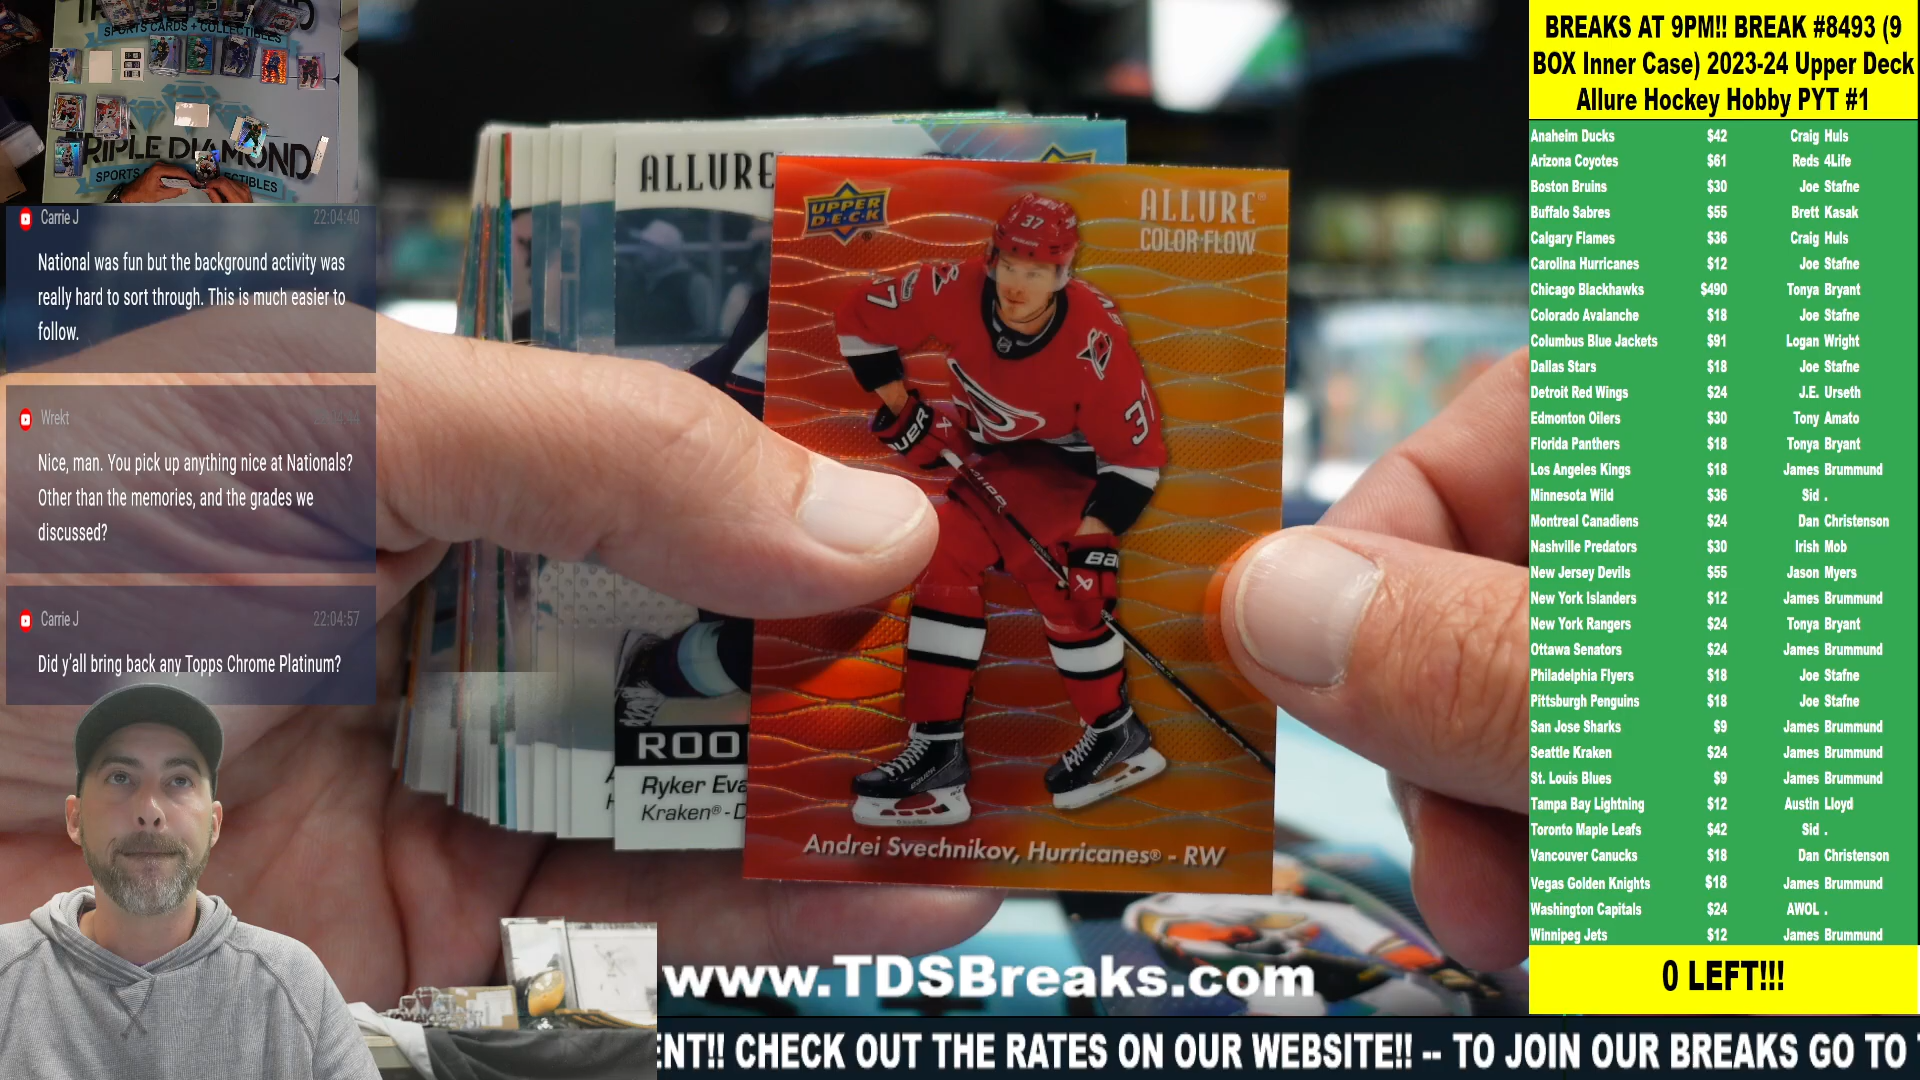 SPORTS CARDS + COLLECTIBLES
TRIPLE DIAMOND
SPORTS
Carrie J 22:04:40
National was fun but the background activity was
really hard to sort through. This is much easier to
follow.
Wrekt
Nice, man. You pick up anything nice at Nationals?
Other than the memories, and the grades we
discussed?
Carrie J 22:04:57
Did y'all bring back any Topps Chrome Platinum?
ALLURE
ROO
Ryker Eva
Kraken® - D
UPPER
DECK
ALLURE®
COLOR FLOW
37
37
BAUER
Andrei Svechnikov, Hurricanes® - RW
www.TDSBreaks.com
ENT!! CHECK OUT THE RATES ON OUR WEBSITE!! -- TO JOIN OUR BREAKS GO TO
BREAKS AT 9PM!! BREAK #8493 (9
BOX Inner Case) 2023-24 Upper Deck
Allure Hockey Hobby PYT #1
Anaheim Ducks $42 Craig Huls
Arizona Coyotes $61 Reds 4Life
Boston Bruins $30 Joe Stafne
Buffalo Sabres $55 Brett Kasak
Calgary Flames $36 Craig Huls
Carolina Hurricanes $12 Joe Stafne
Chicago Blackhawks $490 Tonya Bryant
Colorado Avalanche $18 Joe Stafne
Columbus Blue Jackets $91 Logan Wright
Dallas Stars $18 Joe Stafne
Detroit Red Wings $24 J.E. Urseth
Edmonton Oilers $30 Tony Amato
Florida Panthers $18 Tonya Bryant
Los Angeles Kings $18 James Brummund
Minnesota Wild $36 Sid .
Montreal Canadiens $24 Dan Christenson
Nashville Predators $30 Irish Mob
New Jersey Devils $55 Jason Myers
New York Islanders $12 James Brummund
New York Rangers $24 Tonya Bryant
Ottawa Senators $24 James Brummund
Philadelphia Flyers $18 Joe Stafne
Pittsburgh Penguins $18 Joe Stafne
San Jose Sharks $9 James Brummund
Seattle Kraken $24 James Brummund
St. Louis Blues $9 James Brummund
Tampa Bay Lightning $12 Austin Lloyd
Toronto Maple Leafs $42 Sid .
Vancouver Canucks $18 Dan Christenson
Vegas Golden Knights $18 James Brummund
Washington Capitals $24 AWOL .
Winnipeg Jets $12 James Brummund
0 LEFT!!!